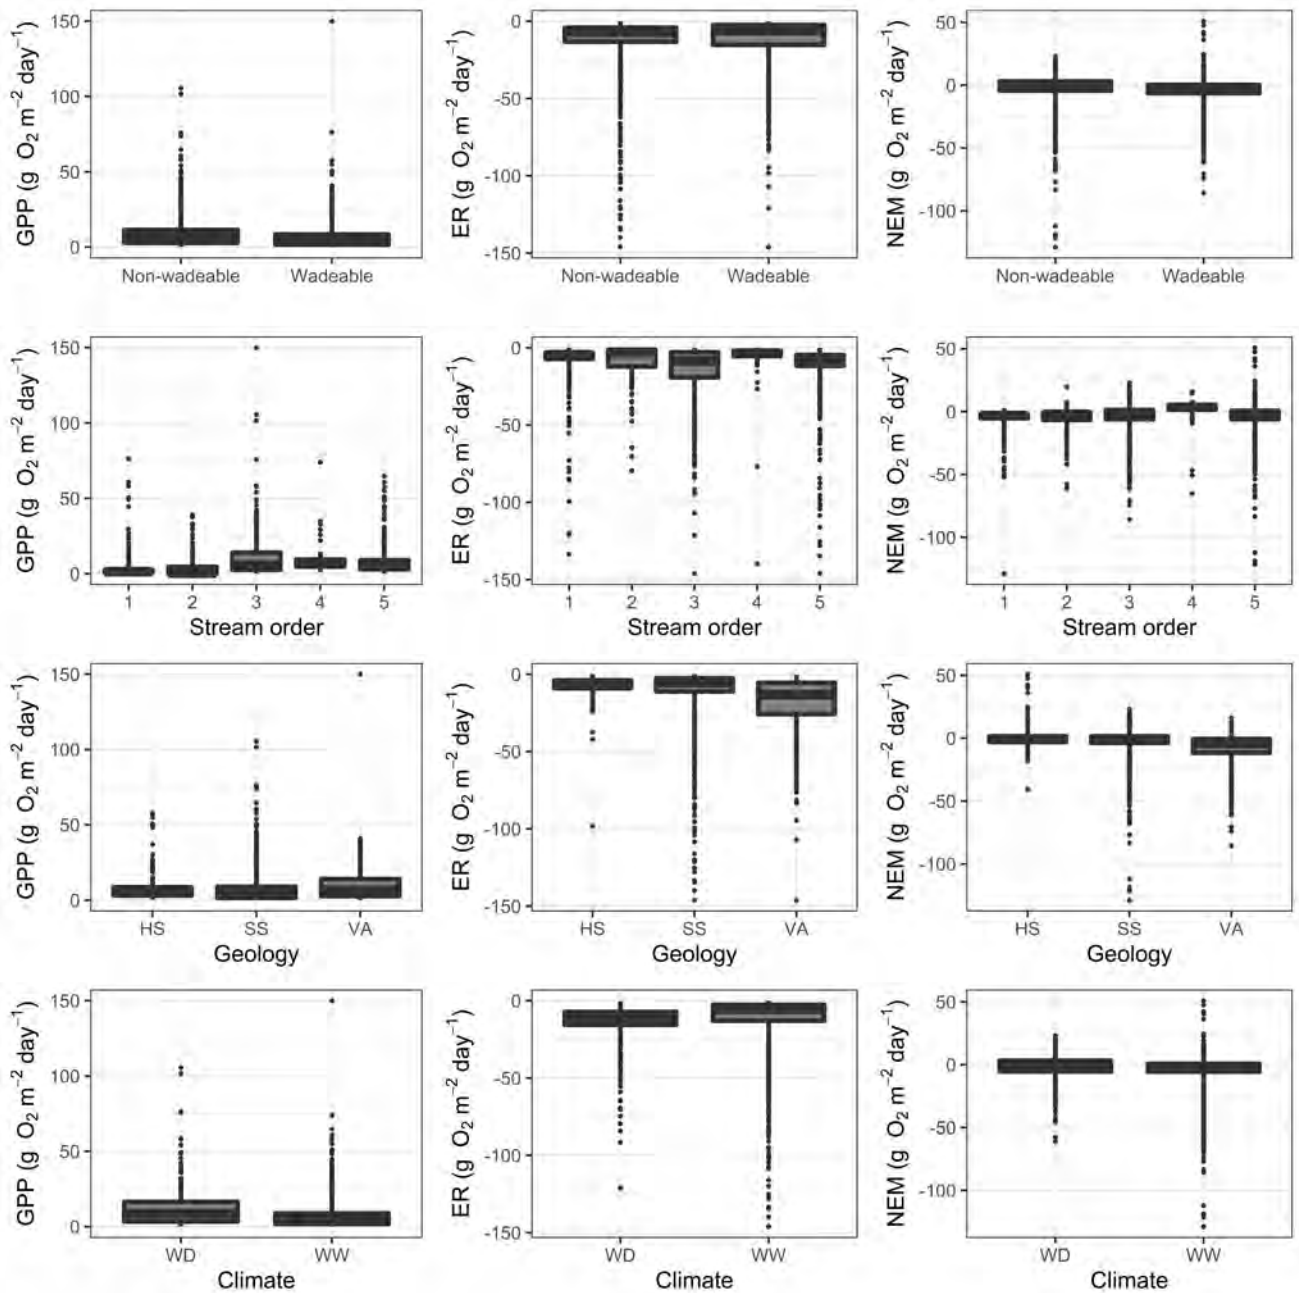 GPP (g O₂ m⁻² day⁻¹)
150
100
50
0
Non-wadeable Wadeable
ER (g O₂ m⁻² day⁻¹)
0
-50
-100
-150
Non-wadeable Wadeable
NEM (g O₂ m⁻² day⁻¹)
50
0
-50
-100
Non-wadeable Wadeable
GPP (g O₂ m⁻² day⁻¹)
150
100
50
0
1 2 3 4 5
Stream order
ER (g O₂ m⁻² day⁻¹)
0
-50
-100
-150
1 2 3 4 5
Stream order
NEM (g O₂ m⁻² day⁻¹)
50
0
-50
-100
1 2 3 4 5
Stream order
GPP (g O₂ m⁻² day⁻¹)
150
100
50
0
HS SS VA
Geology
ER (g O₂ m⁻² day⁻¹)
0
-50
-100
-150
HS SS VA
Geology
NEM (g O₂ m⁻² day⁻¹)
50
0
-50
-100
HS SS VA
Geology
GPP (g O₂ m⁻² day⁻¹)
150
100
50
0
WD WW
Climate
ER (g O₂ m⁻² day⁻¹)
0
-50
-100
-150
WD WW
Climate
NEM (g O₂ m⁻² day⁻¹)
50
0
-50
-100
WD WW
Climate